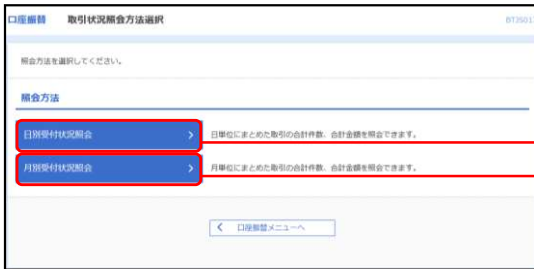 口座振替 取引状況照会方法選択 BTJS01
照会方法を選択してください。
照会方法
日別受付状況照会 日単位にまとめた取引の合計件数、合計金額を照会できます。
月別受付状況照会 月単位にまとめた取引の合計件数、合計金額を照会できます。
口座振替メニューへ